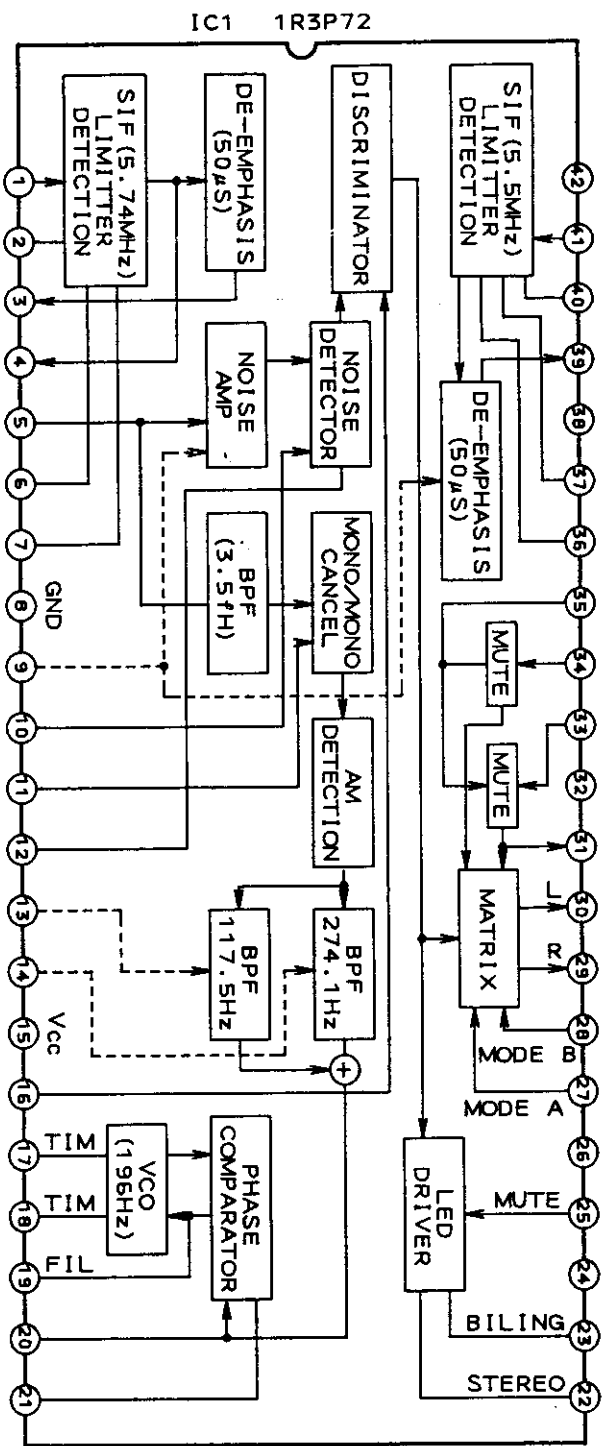 IC1 1R3P72
SIF(5.74MHz)
LIMITTER
DETECTION
DE-EMPHASIS
(50μS)
DISCRIMINATOR
SIF(5.5MHz)
LIMITTER
DETECTION
NOISE
AMP
NOISE
DETECTOR
DE-EMPHASIS
(50μS)
BPF
(3.5fH)
MONO/MONO
CANCEL
MUTE
MUTE
AM
DETECTION
MATRIX
L
R
BPF
117.5Hz
BPF
274.1Hz
+
MODE B
MODE A
VCO
(196Hz)
PHASE
COMPARATOR
LED
DRIVER
MUTE
BILING
STEREO
GND
Vcc
TIM
TIM
FIL
1
2
3
4
5
6
7
8
9
10
11
12
13
14
15
16
17
18
19
20
21
42
41
40
39
38
37
36
35
34
33
32
31
30
29
28
27
26
25
24
23
22